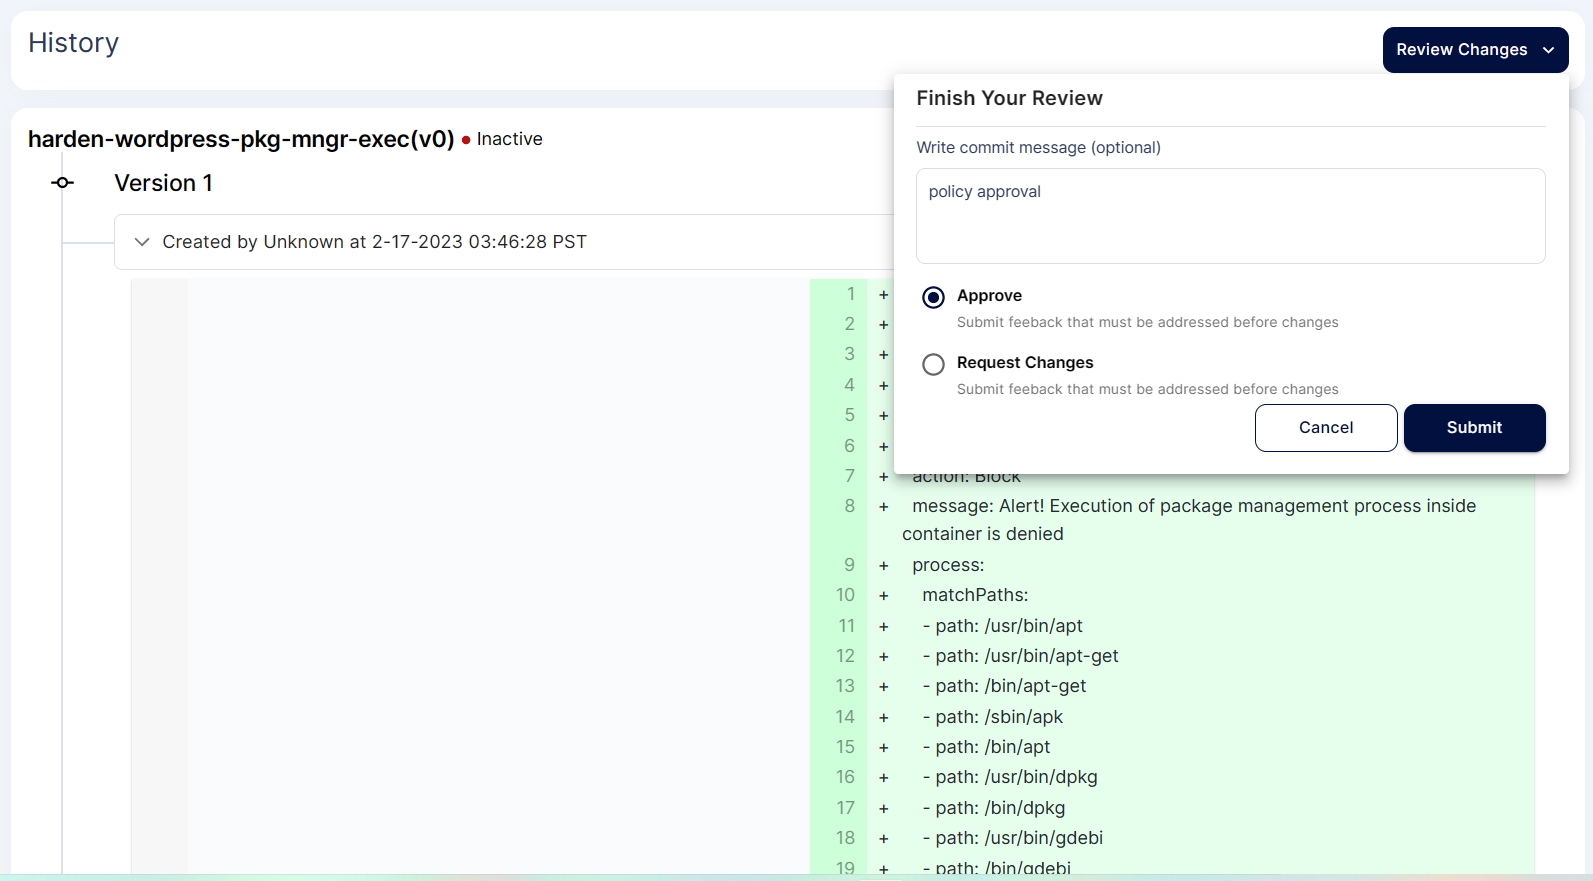 History
Review Changes
Finish Your Review
Write commit message (optional)
policy approval
Approve
Submit feeback that must be addressed before changes
Request Changes
Submit feeback that must be addressed before changes
Cancel
Submit
harden-wordpress-pkg-mngr-exec(v0) Inactive
Version 1
Created by Unknown at 2-17-2023 03:46:28 PST
1 +
2 +
3 +
4 +
5 +
6 +
7 + action: Block
8 + message: Alert! Execution of package management process inside
container is denied
9 + process:
10 + matchPaths:
11 + - path: /usr/bin/apt
12 + - path: /usr/bin/apt-get
13 + - path: /bin/apt-get
14 + - path: /sbin/apk
15 + - path: /bin/apt
16 + - path: /usr/bin/dpkg
17 + - path: /bin/dpkg
18 + - path: /usr/bin/gdebi
19 + - path: /bin/gdebi